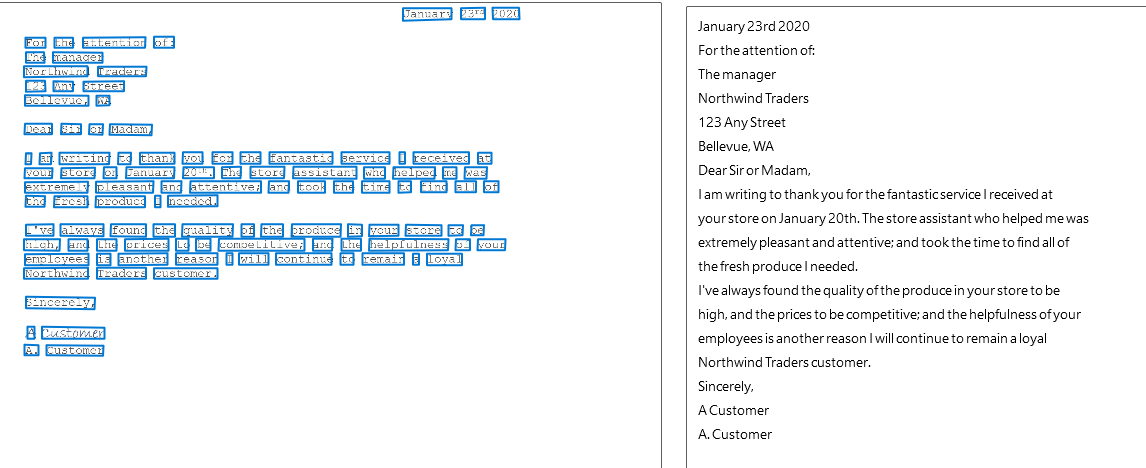 January 23rd 2020
For the attention of:
The manager
Northwind Traders
123 Any Street
Bellevue, WA
Dear Sir or Madam,
I am writing to thank you for the fantastic service I received at
your store on January 20th. The store assistant who helped me was
extremely pleasant and attentive; and took the time to find all of
the fresh produce I needed.
I've always found the quality of the produce in your store to be
high, and the prices to be competitive; and the helpfulness of your
employees is another reason I will continue to remain a loyal
Northwind Traders customer.
Sincerely,
A Customer
A. Customer
January 23rd 2020
For the attention of:
The manager
Northwind Traders
123 Any Street
Bellevue, WA
Dear Sir or Madam,
I am writing to thank you for the fantastic service I received at
your store on January 20th. The store assistant who helped me was
extremely pleasant and attentive; and took the time to find all of
the fresh produce I needed.
I've always found the quality of the produce in your store to be
high, and the prices to be competitive; and the helpfulness of your
employees is another reason I will continue to remain a loyal
Northwind Traders customer.
Sincerely,
A Customer
A. Customer